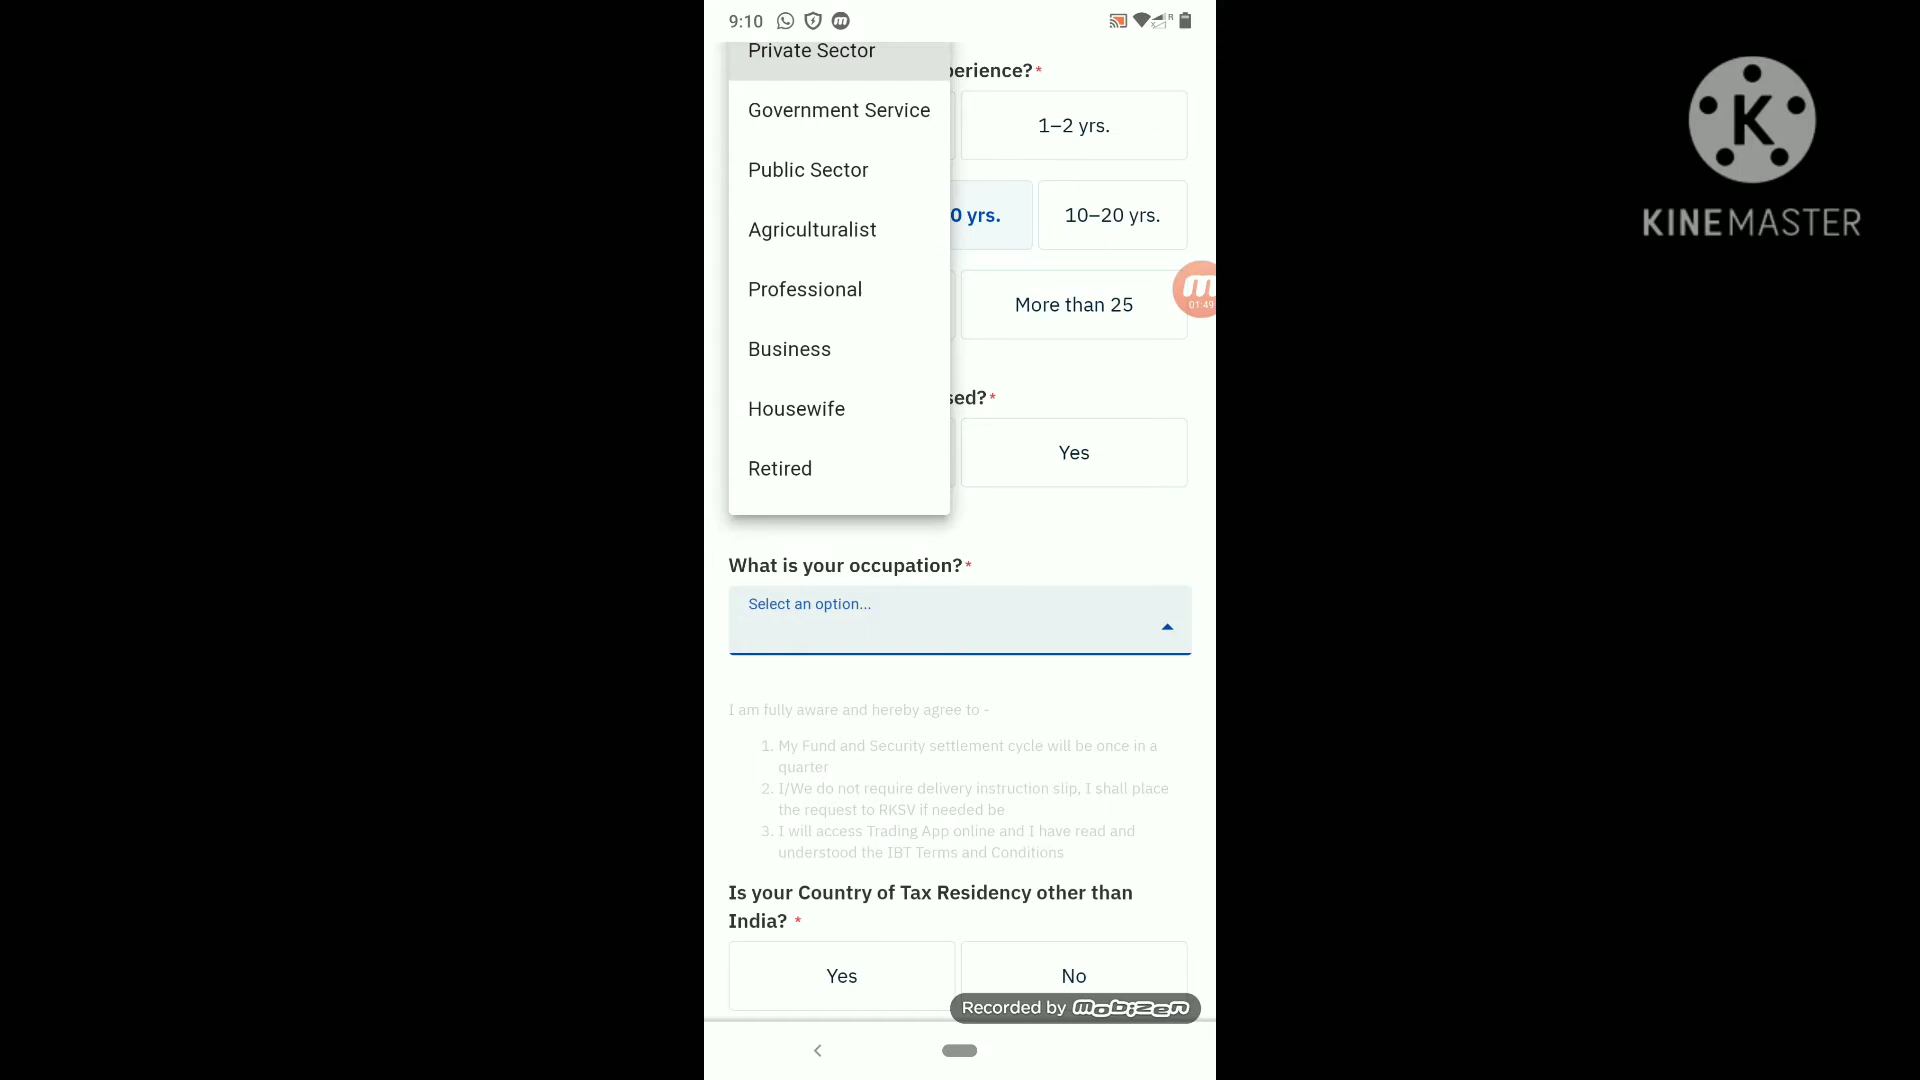 9:10
Private Sector
perience? *
Government Service
1–2 yrs.
Public Sector
0 yrs.
10–20 yrs.
Agriculturalist
Professional
More than 25
01:49
Business
sed? *
Housewife
Yes
Retired
What is your occupation? *
Select an option...
I am fully aware and hereby agree to -
1. My Fund and Security settlement cycle will be once in a
quarter
2. I/We do not require delivery instruction slip, I shall place
the request to RKSV if needed be
3. I will access Trading App online and I have read and
understood the IBT Terms and Conditions
Is your Country of Tax Residency other than
India? *
Yes
No
Recorded by mobizen
K
KINEMASTER